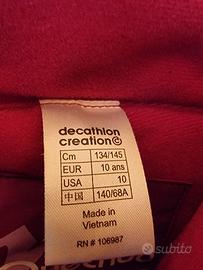 decathlon
creation
Cm 134/145
EUR 10 ans
USA 10
中国 140/68A
Made in
Vietnam
RN # 106987
subito